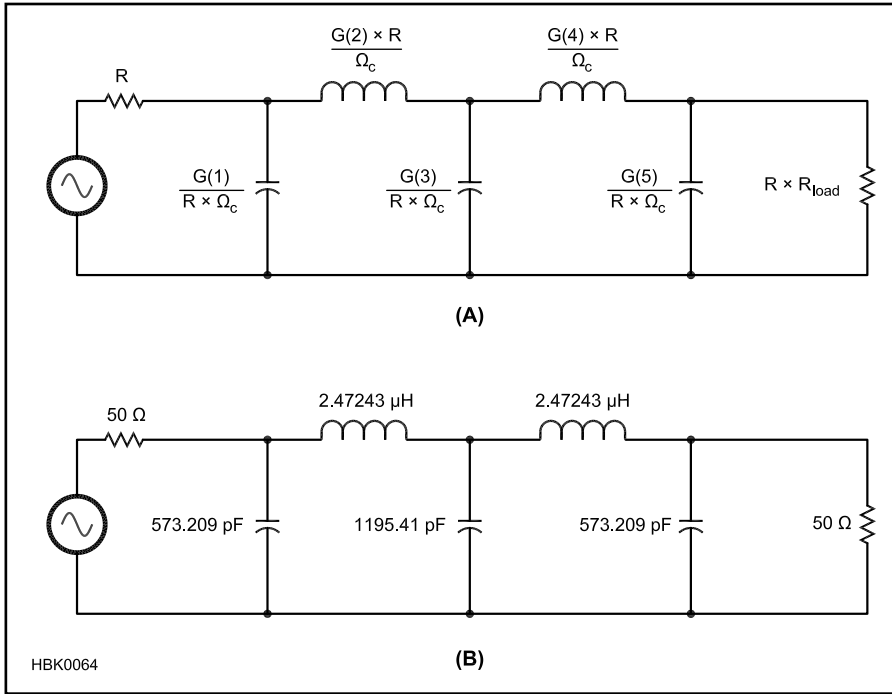 G(2) × R
Ω_c
G(4) × R
Ω_c
R
G(1)
R × Ω_c
G(3)
R × Ω_c
G(5)
R × Ω_c
R × R_load
(A)
2.47243 µH
2.47243 µH
50 Ω
573.209 pF
1195.41 pF
573.209 pF
50 Ω
(B)
HBK0064